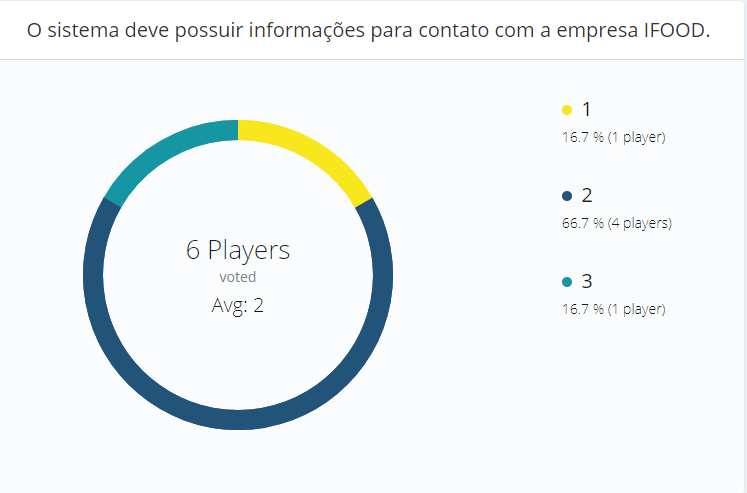 O sistema deve possuir informações para contato com a empresa IFOOD.
6 Players
voted
Avg: 2
1
16.7 % (1 player)
2
66.7 % (4 players)
3
16.7 % (1 player)